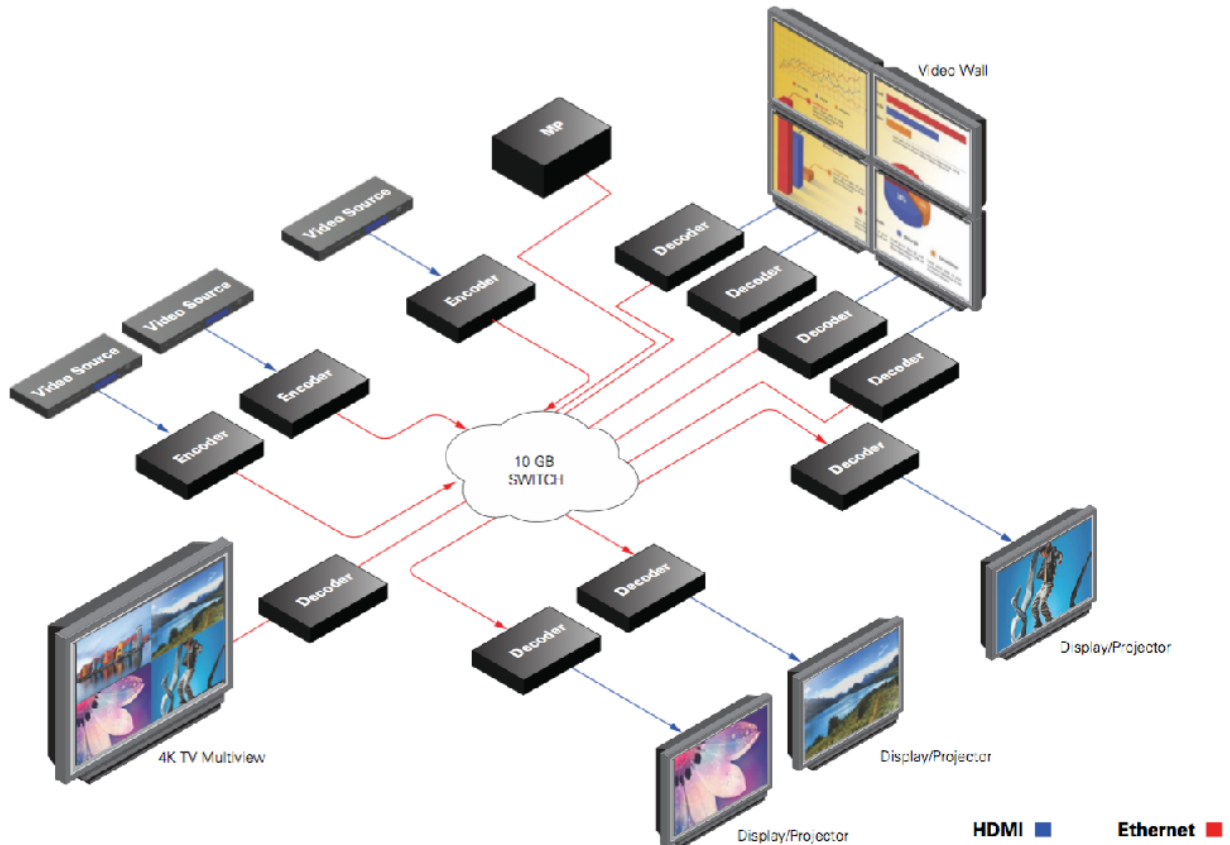 Video Wall
MP
Video Source
Decoder
Decoder
Encoder
Video Source
Decoder
Video Source
Decoder
Encoder
Encoder
Decoder
10 GB
SWITCH
Decoder
Decoder
Decoder
Display/Projector
4K TV Multiview
Display/Projector
Display/Projector
HDMI
Ethernet